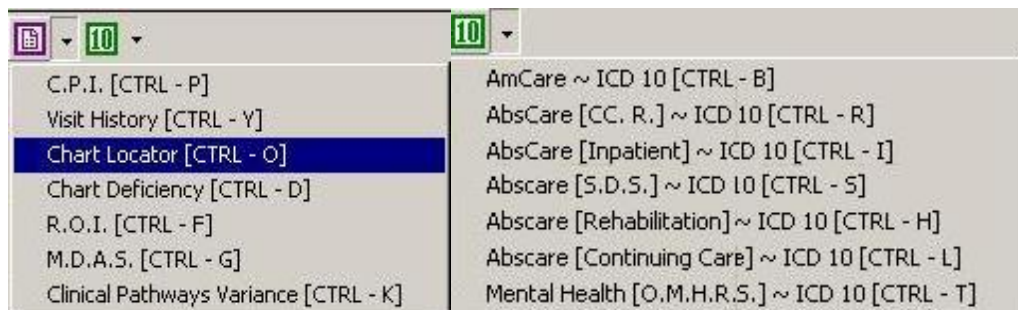 10
C.P.I. [CTRL - P]
Visit History [CTRL - Y]
Chart Locator [CTRL - O]
Chart Deficiency [CTRL - D]
R.O.I. [CTRL - F]
M.D.A.S. [CTRL - G]
Clinical Pathways Variance [CTRL - K]
10
AmCare ~ ICD 10 [CTRL - B]
AbsCare [CC. R.] ~ ICD 10 [CTRL - R]
AbsCare [Inpatient] ~ ICD 10 [CTRL - I]
Abscare [S.D.S.] ~ ICD 10 [CTRL - S]
Abscare [Rehabilitation] ~ ICD 10 [CTRL - H]
Abscare [Continuing Care] ~ ICD 10 [CTRL - L]
Mental Health [O.M.H.R.S.] ~ ICD 10 [CTRL - T]